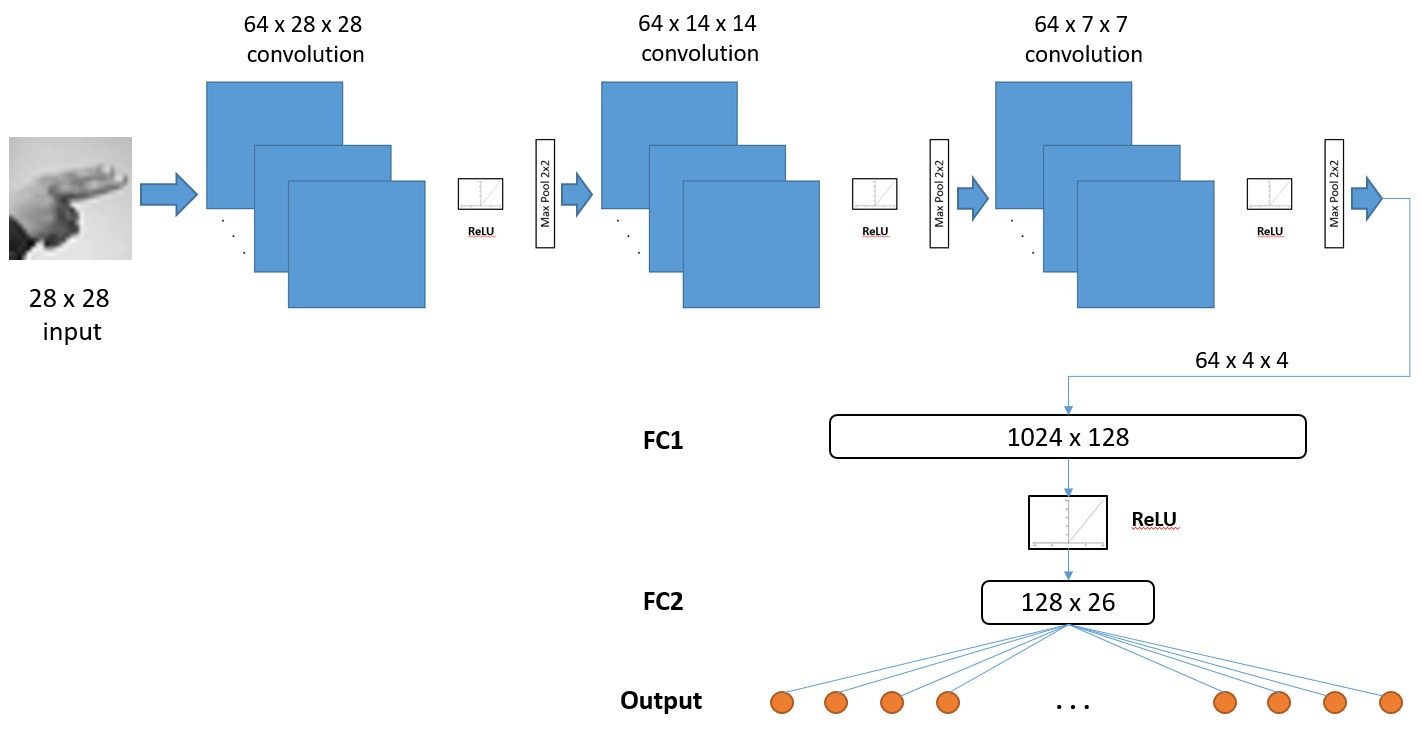 64 x 28 x 28
convolution
64 x 14 x 14
convolution
64 x 7 x 7
convolution
28 x 28
input
ReLU
Max Pool 2x2
ReLU
Max Pool 2x2
ReLU
Max Pool 2x2
64 x 4 x 4
FC1
1024 x 128
ReLU
FC2
128 x 26
Output
. . .